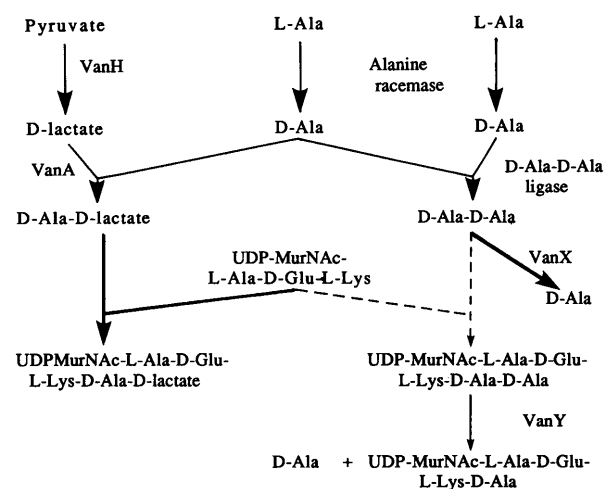 Pyruvate
L-Ala
L-Ala
VanH
Alanine
racemase
D-lactate
D-Ala
D-Ala
VanA
D-Ala-D-Ala
ligase
D-Ala-D-lactate
D-Ala-D-Ala
UDP-MurNAc-
L-Ala-D-Glu-L-Lys
VanX
D-Ala
UDPMurNAc-L-Ala-D-Glu-
L-Lys-D-Ala-D-lactate
UDP-MurNAc-L-Ala-D-Glu-
L-Lys-D-Ala-D-Ala
VanY
D-Ala + UDP-MurNAc-L-Ala-D-Glu-
L-Lys-D-Ala